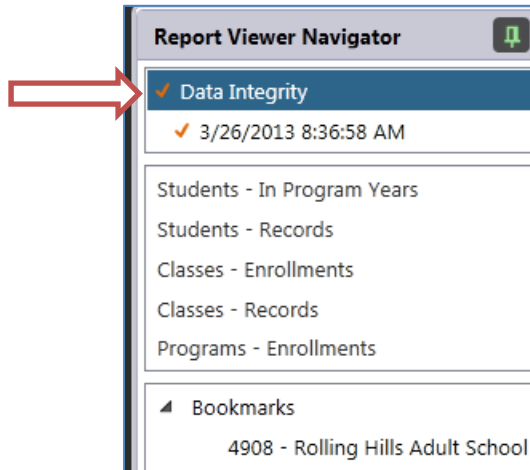 Report Viewer Navigator
Data Integrity
3/26/2013 8:36:58 AM
Students - In Program Years
Students - Records
Classes - Enrollments
Classes - Records
Programs - Enrollments
Bookmarks
4908 - Rolling Hills Adult School